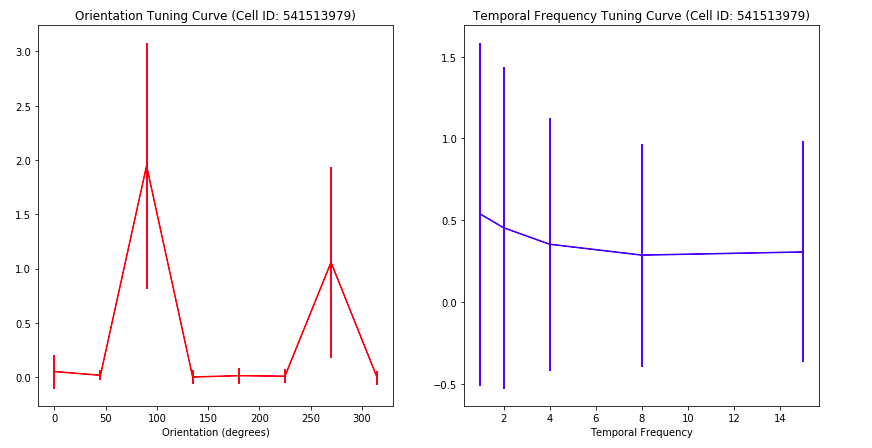 Orientation Tuning Curve (Cell ID: 541513979)
3.0
2.5
2.0
1.5
1.0
0.5
0.0
0 50 100 150 200 250 300
Orientation (degrees)
Temporal Frequency Tuning Curve (Cell ID: 541513979)
1.5
1.0
0.5
0.0
−0.5
2 4 6 8 10 12 14
Temporal Frequency